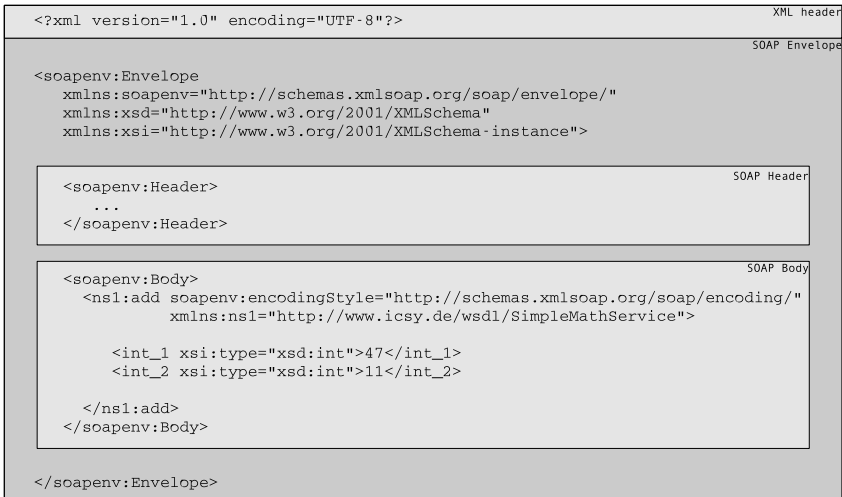 XML header
<?xml version="1.0" encoding="UTF-8"?>
SOAP Envelope
<soapenv:Envelope
xmlns:soapenv="http://schemas.xmlsoap.org/soap/envelope/"
xmlns:xsd="http://www.w3.org/2001/XMLSchema"
xmlns:xsi="http://www.w3.org/2001/XMLSchema-instance">
SOAP Header
<soapenv:Header>
...
</soapenv:Header>
SOAP Body
<soapenv:Body>
<ns1:add soapenv:encodingStyle="http://schemas.xmlsoap.org/soap/encoding/"
xmlns:ns1="http://www.icsy.de/wsdl/SimpleMathService">
<int_1 xsi:type="xsd:int">47</int_1>
<int_2 xsi:type="xsd:int">11</int_2>
</ns1:add>
</soapenv:Body>
</soapenv:Envelope>